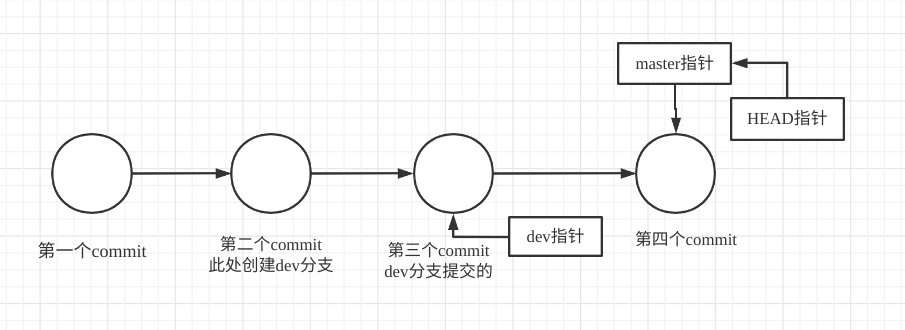 master指针
HEAD指针
dev指针
第一个commit
第二个commit
此处创建dev分支
第三个commit
dev分支提交的
第四个commit